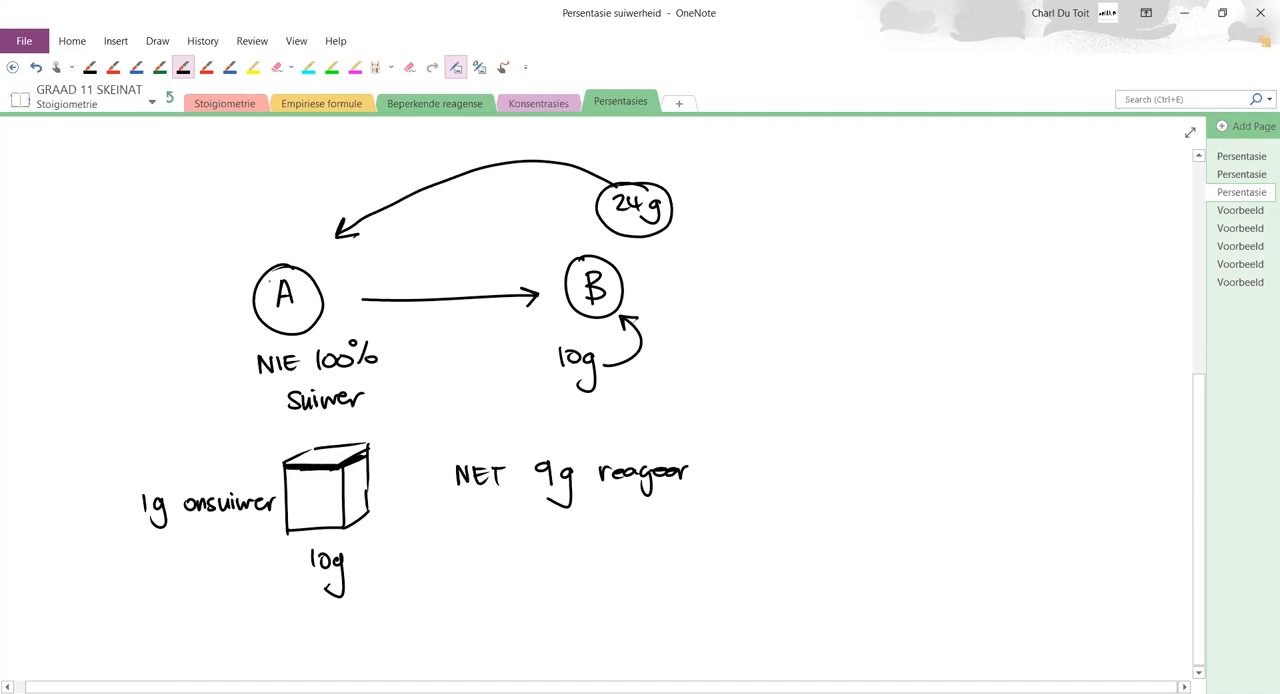 Persentasie suiwerheid - OneNote
Charl Du Toit
File Home Insert Draw History Review View Help
GRAAD 11 SKEINAT
Stoigiometrie
Stoigiometrie Empiriese formule Beperkende reagense Konsentrasies Persentasies
Search (Ctrl+E)
Add Page
Persentasie
Persentasie
Persentasie
Voorbeeld
Voorbeeld
Voorbeeld
Voorbeeld
Voorbeeld
24g
A
B
NIE 100%
suiwer
10g
1g onsuiwer
NET 9g reageer
10g